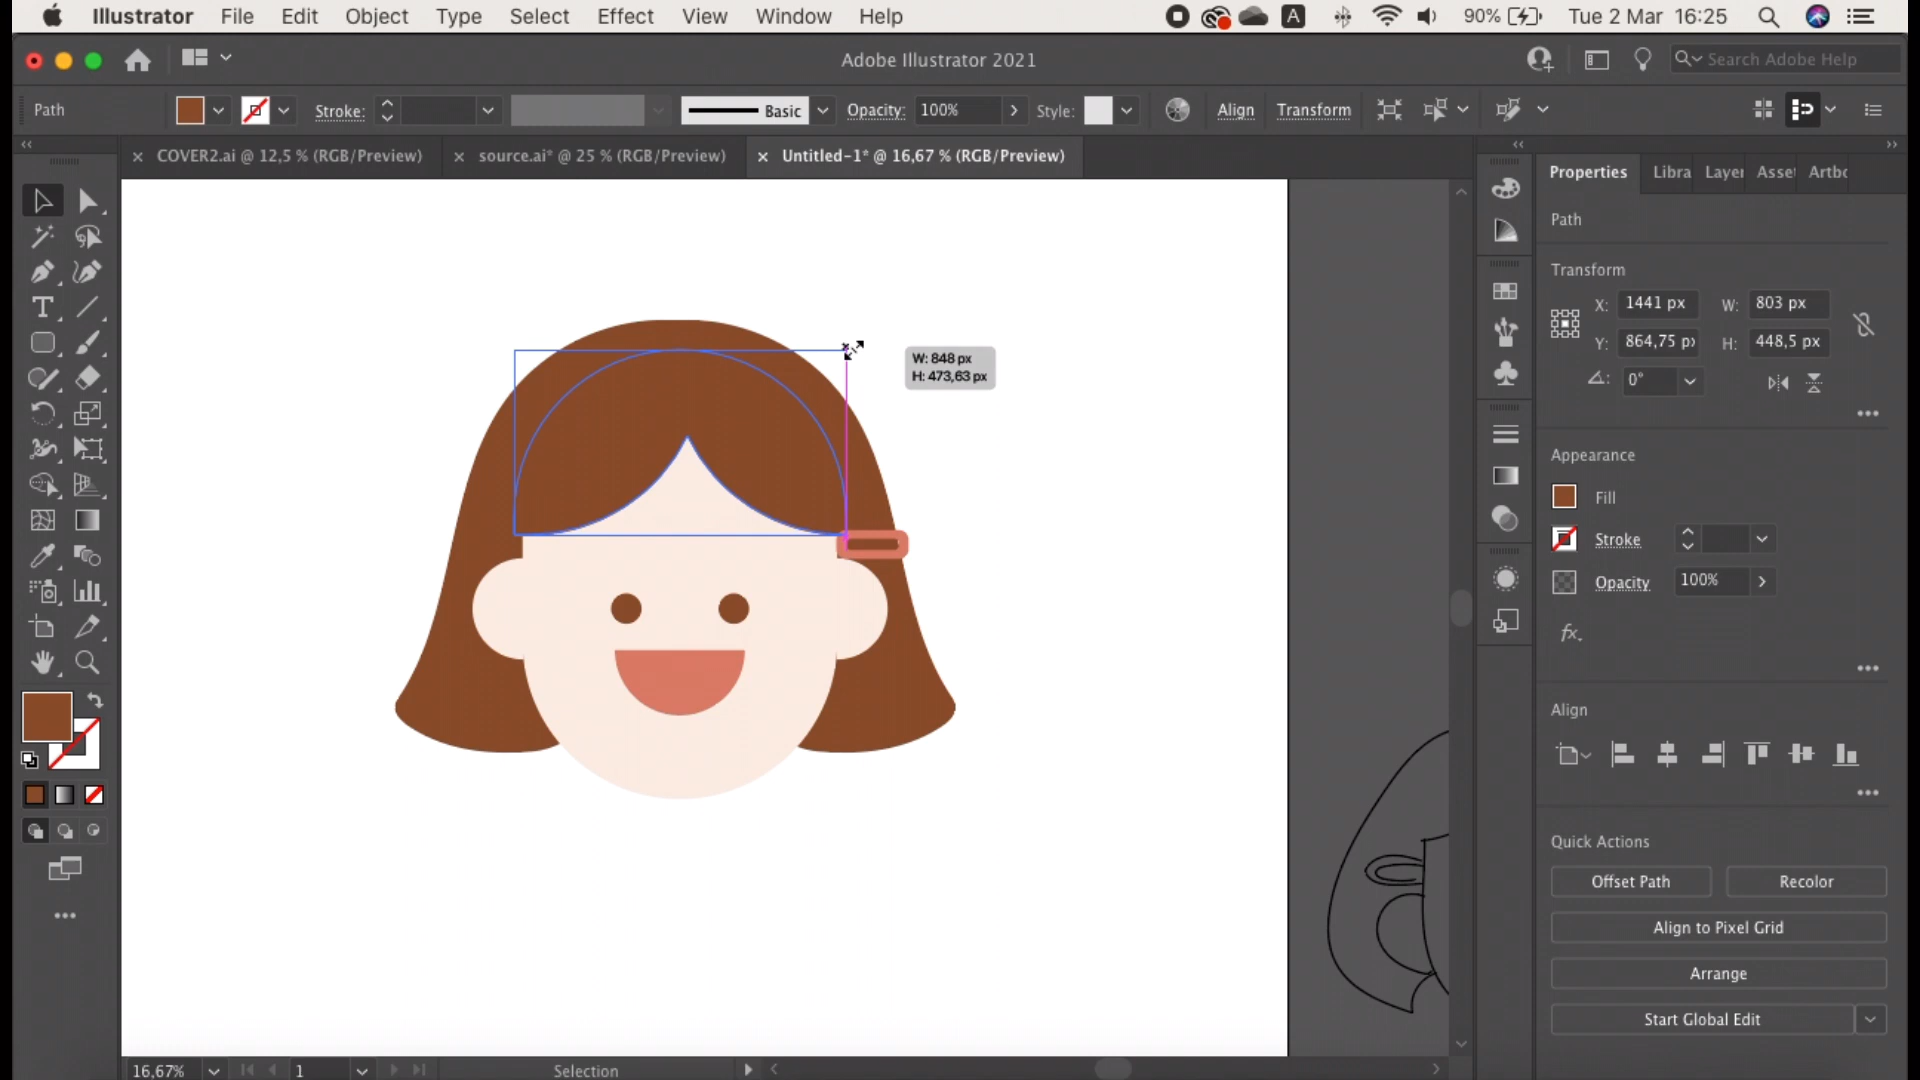 Illustrator File Edit Object Type Select Effect View Window Help A 90% Tue 2 Mar 16:25
Adobe Illustrator 2021 Search Adobe Help
Path Stroke: Basic Opacity: 100% Style: Align Transform
COVER2.ai @ 12,5 % (RGB/Preview) source.ai* @ 25 % (RGB/Preview) Untitled-1* @ 16,67 % (RGB/Preview)
Properties Libra Layer Asse Artbo
Path
Transform
X: 1441 px W: 803 px
Y: 864,75 px H: 448,5 px
0°
W: 848 px
H: 473,63 px
Appearance
Fill
Stroke
Opacity 100%
fx.
Align
Quick Actions
Offset Path Recolor
Align to Pixel Grid
Arrange
Start Global Edit
16,67% 1 Selection